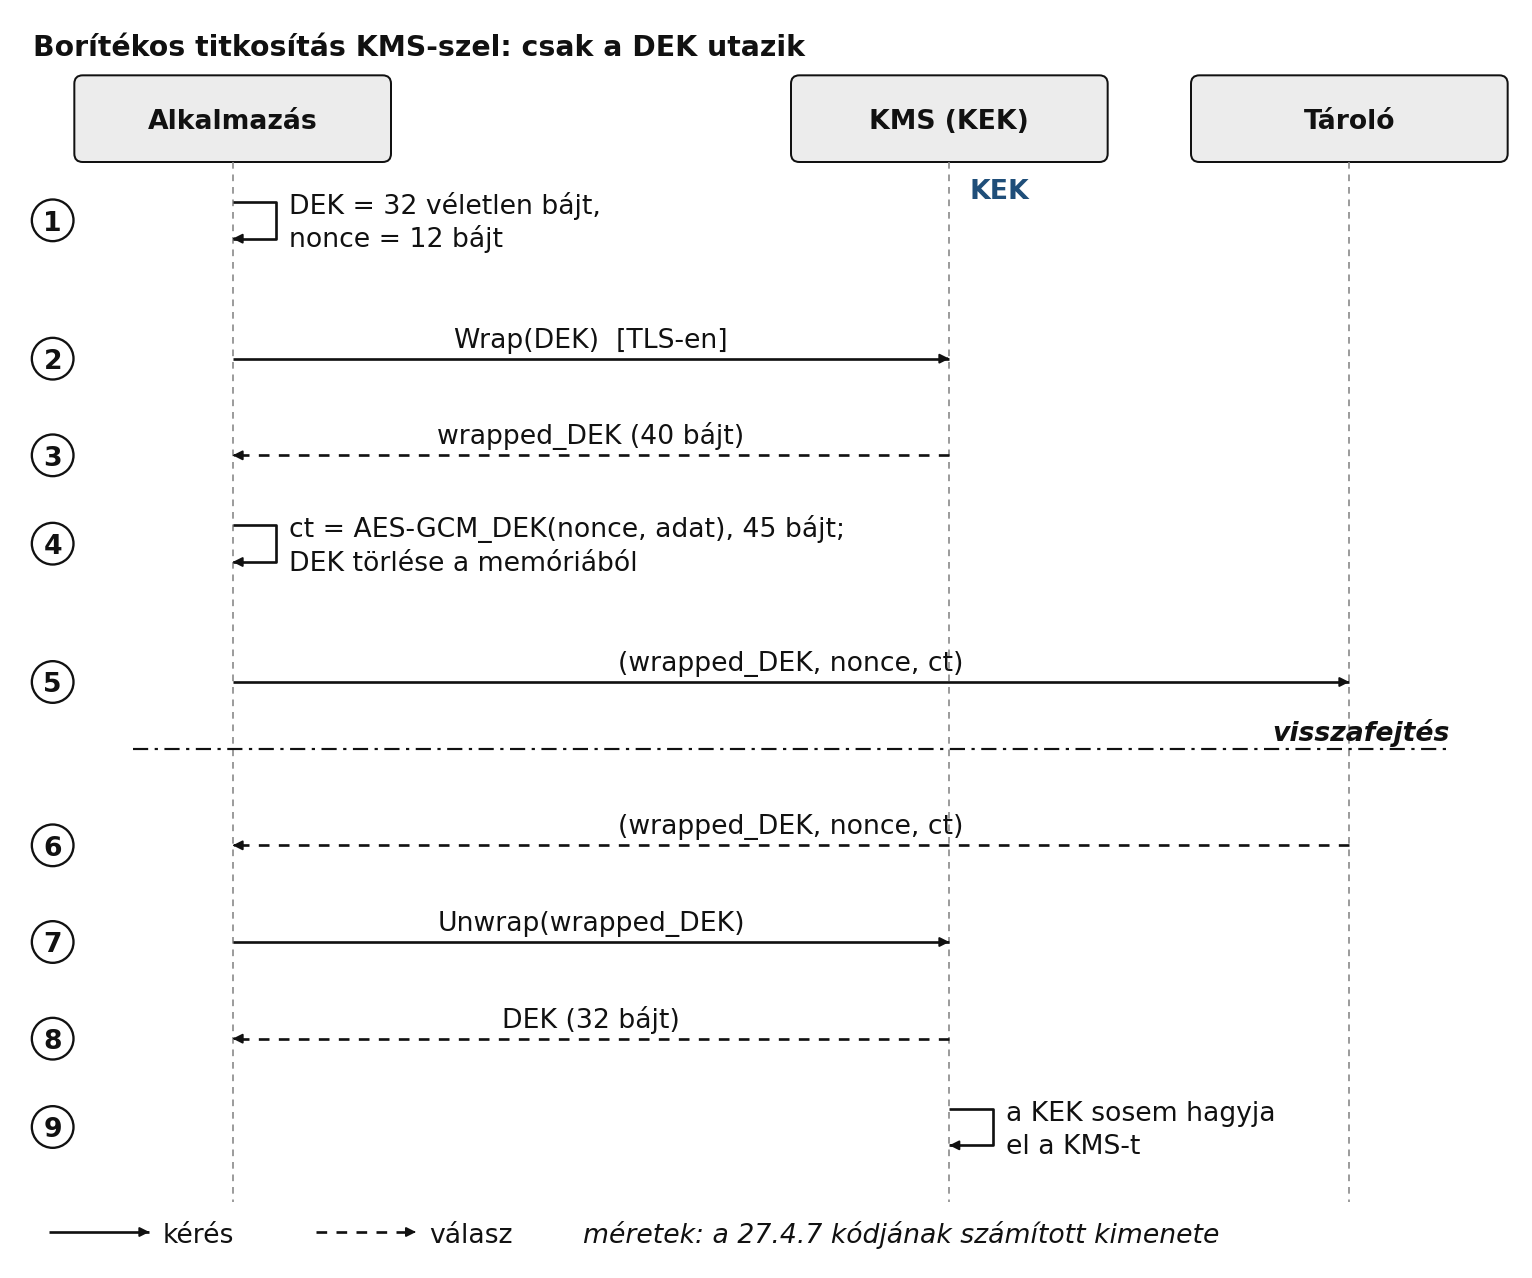 Borítékos titkosítás KMS-szel: csak a DEK utazik
Alkalmazás
KMS (KEK)
Tároló
KEK
1
DEK = 32 véletlen bájt,
nonce = 12 bájt
2
Wrap(DEK)  [TLS-en]
3
wrapped_DEK (40 bájt)
4
ct = AES-GCM_DEK(nonce, adat), 45 bájt;
DEK törlése a memóriából
5
(wrapped_DEK, nonce, ct)
visszafejtés
6
(wrapped_DEK, nonce, ct)
7
Unwrap(wrapped_DEK)
8
DEK (32 bájt)
9
a KEK sosem hagyja
el a KMS-t
kérés
válasz
méretek: a 27.4.7 kódjának számított kimenete